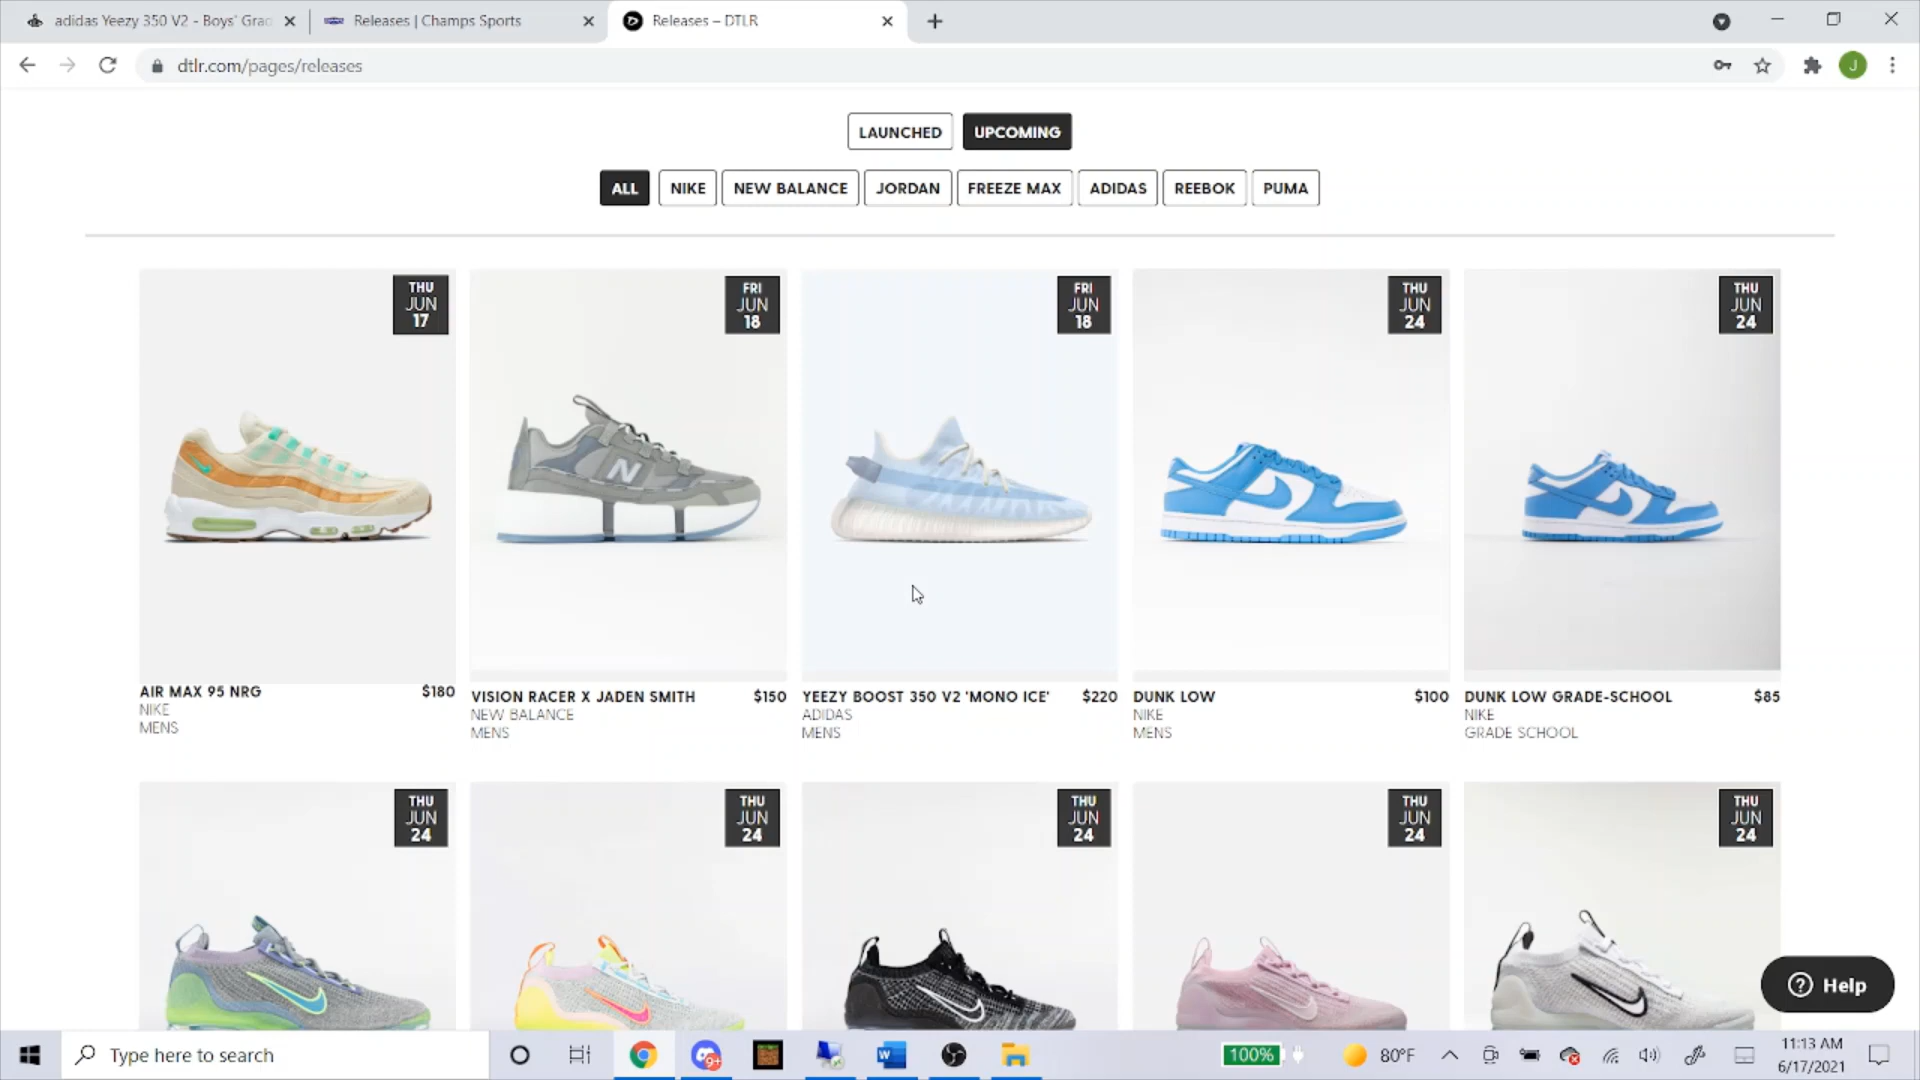 adidas Yeezy 350 V2 - Boys' Grad
Releases | Champs Sports
Releases – DTLR
dtlr.com/pages/releases
J
LAUNCHED
UPCOMING
ALL
NIKE
NEW BALANCE
JORDAN
FREEZE MAX
ADIDAS
REEBOK
PUMA
THU
JUN
17
FRI
JUN
18
FRI
JUN
18
THU
JUN
24
THU
JUN
24
N
AIR MAX 95 NRG $180
NIKE
MENS
VISION RACER X JADEN SMITH $150
NEW BALANCE
MENS
YEEZY BOOST 350 V2 'MONO ICE' $220
ADIDAS
MENS
DUNK LOW $100
NIKE
MENS
DUNK LOW GRADE-SCHOOL $85
NIKE
GRADE SCHOOL
THU
JUN
24
THU
JUN
24
THU
JUN
24
THU
JUN
24
THU
JUN
24
? Help
Type here to search
9+
W
100%
80°F
11:13 AM
6/17/2021